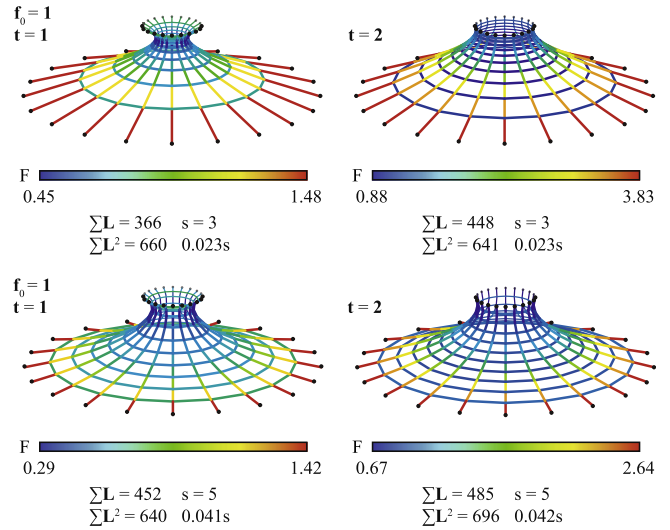 f₀ = 1
t = 1
t = 2
F
0.45 1.48
F
0.88 3.83
∑L = 366 s = 3
∑L² = 660 0.023s
∑L = 448 s = 3
∑L² = 641 0.023s
f₀ = 1
t = 1
t = 2
F
0.29 1.42
F
0.67 2.64
∑L = 452 s = 5
∑L² = 640 0.041s
∑L = 485 s = 5
∑L² = 696 0.042s